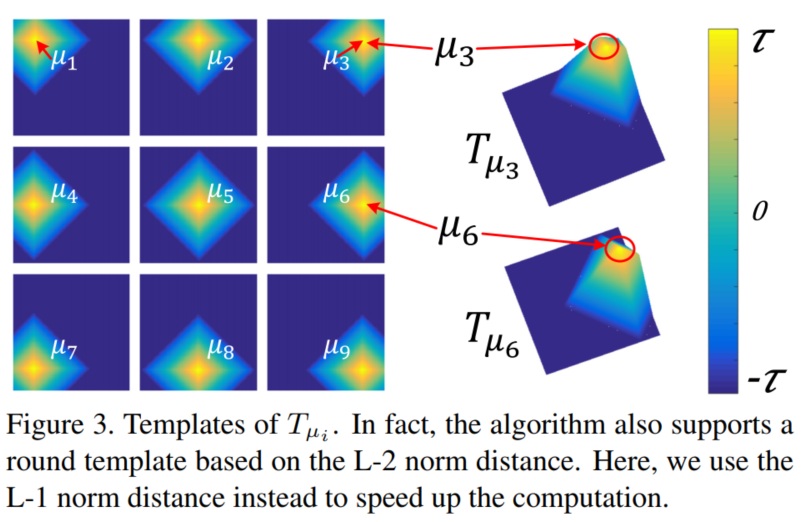 μ₁ μ₂ μ₃ μ₃ τ
T_μ₃
μ₄ μ₅ μ₆ 0
μ₆
T_μ₆
μ₇ μ₈ μ₉ -τ
Figure 3. Templates of T_μᵢ. In fact, the algorithm also supports a
round template based on the L-2 norm distance. Here, we use the
L-1 norm distance instead to speed up the computation.